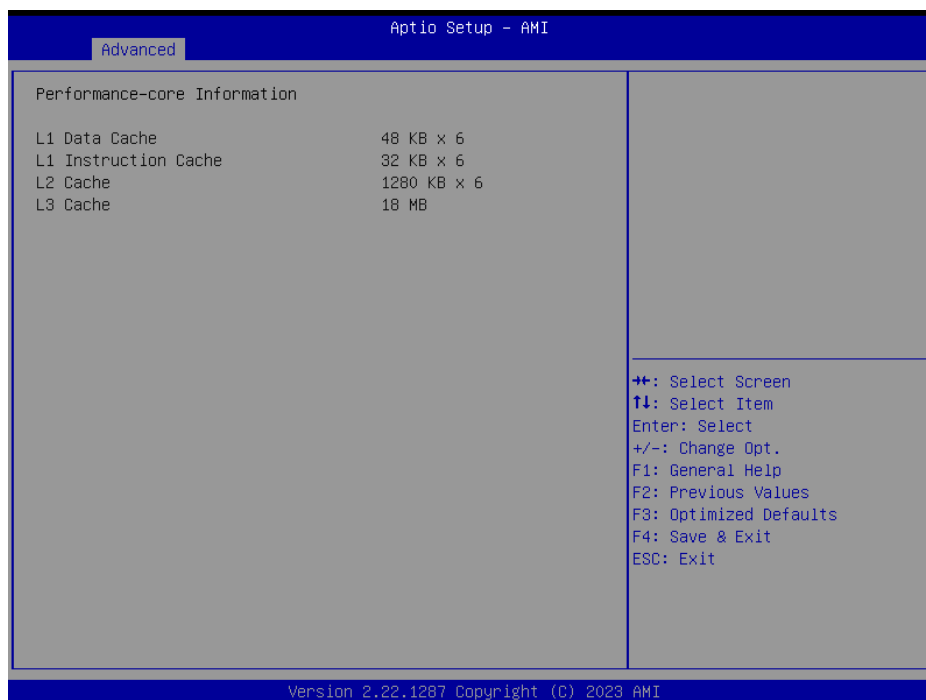 Aptio Setup – AMI
Advanced
Performance-core Information
L1 Data Cache 48 KB x 6
L1 Instruction Cache 32 KB x 6
L2 Cache 1280 KB x 6
L3 Cache 18 MB
→←: Select Screen
↑↓: Select Item
Enter: Select
+/-: Change Opt.
F1: General Help
F2: Previous Values
F3: Optimized Defaults
F4: Save & Exit
ESC: Exit
Version 2.22.1287 Copyright (C) 2023 AMI